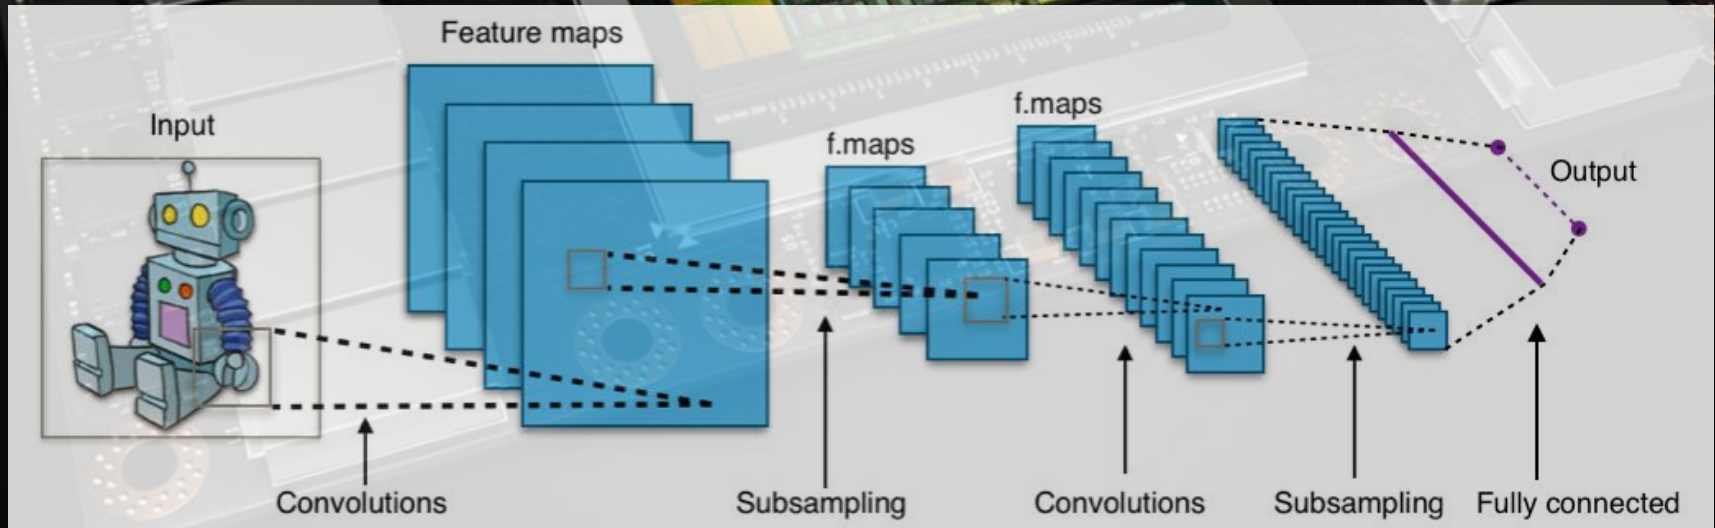 Feature maps
f.maps
Input
f.maps
Output
Convolutions
Subsampling
Convolutions
Subsampling
Fully connected